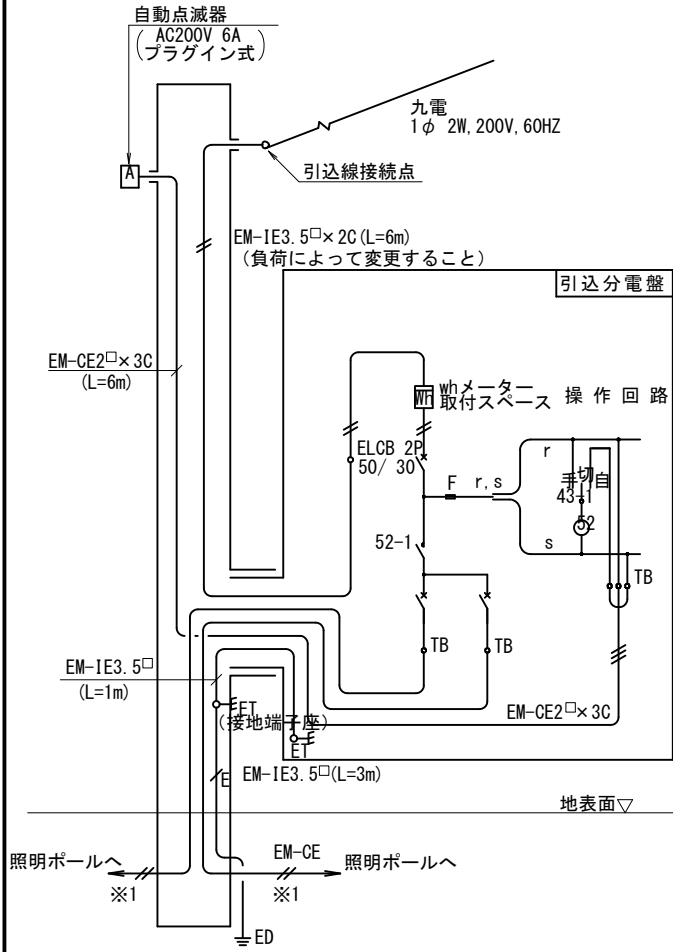 自動点滅器
AC200V 6A
(プラグイン式)
A
九電
1φ 2W,200V,60HZ
引込線接続点
EM-IE3.5□×2C(L=6m)
(負荷によって変更すること)
引込分電盤
EM-CE2□×3C
(L=6m)
Wh
whメーター
取付スペース
操作回路
ELCB 2P
50/ 30
F
r,s
r
手切自
43-1
52
s
52-1
TB
TB
TB
EM-IE3.5□
(L=1m)
ET
(接地端子座)
ET
EM-CE2□×3C
E
EM-IE3.5□(L=3m)
地表面▽
照明ポールへ
※1
EM-CE
照明ポールへ
※1
ED